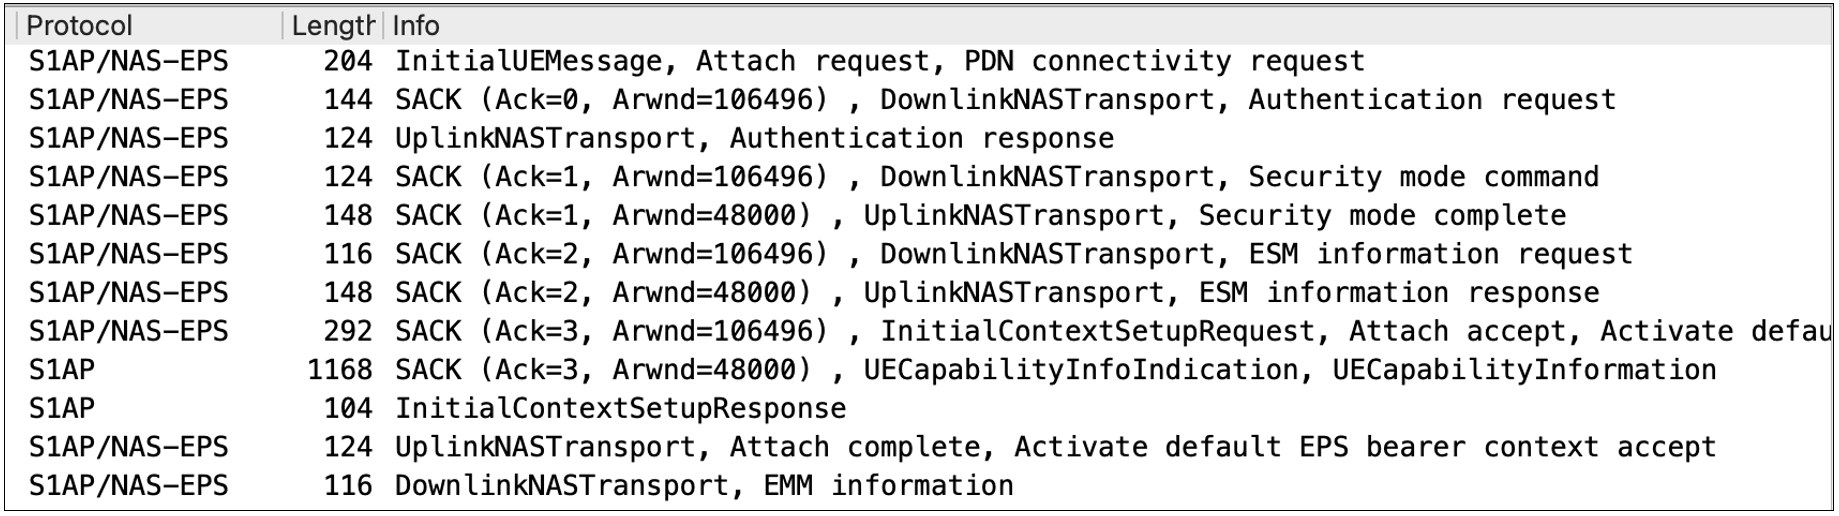 Protocol Length Info
S1AP/NAS-EPS 204 InitialUEMessage, Attach request, PDN connectivity request
S1AP/NAS-EPS 144 SACK (Ack=0, Arwnd=106496) , DownlinkNASTransport, Authentication request
S1AP/NAS-EPS 124 UplinkNASTransport, Authentication response
S1AP/NAS-EPS 124 SACK (Ack=1, Arwnd=106496) , DownlinkNASTransport, Security mode command
S1AP/NAS-EPS 148 SACK (Ack=1, Arwnd=48000) , UplinkNASTransport, Security mode complete
S1AP/NAS-EPS 116 SACK (Ack=2, Arwnd=106496) , DownlinkNASTransport, ESM information request
S1AP/NAS-EPS 148 SACK (Ack=2, Arwnd=48000) , UplinkNASTransport, ESM information response
S1AP/NAS-EPS 292 SACK (Ack=3, Arwnd=106496) , InitialContextSetupRequest, Attach accept, Activate defau
S1AP 1168 SACK (Ack=3, Arwnd=48000) , UECapabilityInfoIndication, UECapabilityInformation
S1AP 104 InitialContextSetupResponse
S1AP/NAS-EPS 124 UplinkNASTransport, Attach complete, Activate default EPS bearer context accept
S1AP/NAS-EPS 116 DownlinkNASTransport, EMM information